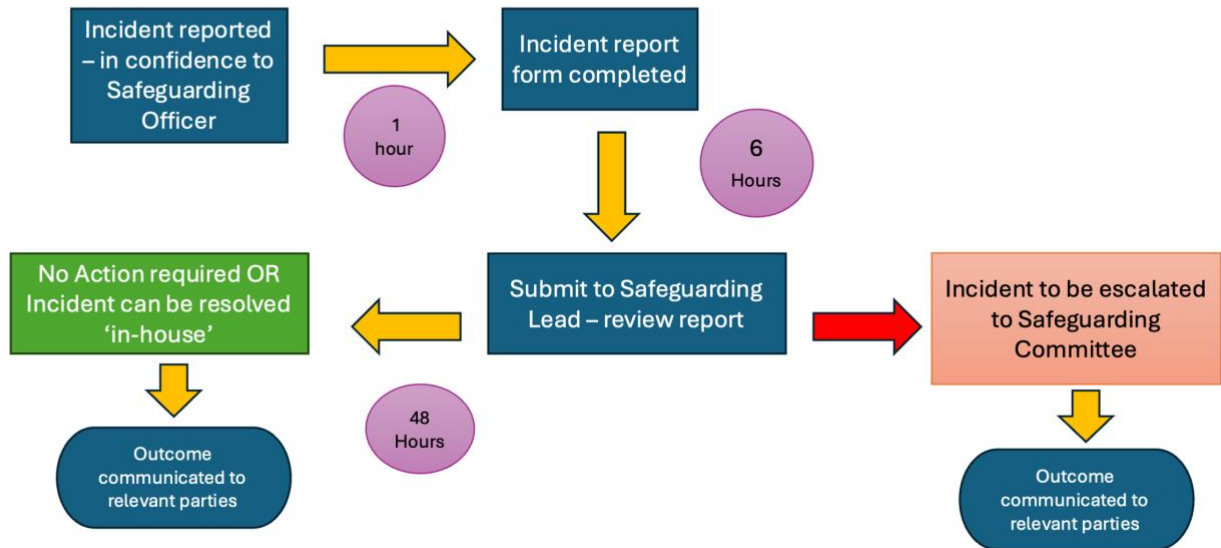 Incident reported
– in confidence to
Safeguarding
Officer
Incident report
form completed
1
hour
6
Hours
No Action required OR
Incident can be resolved
‘in-house’
Submit to Safeguarding
Lead – review report
Incident to be escalated
to Safeguarding
Committee
48
Hours
Outcome
communicated to
relevant parties
Outcome
communicated to
relevant parties